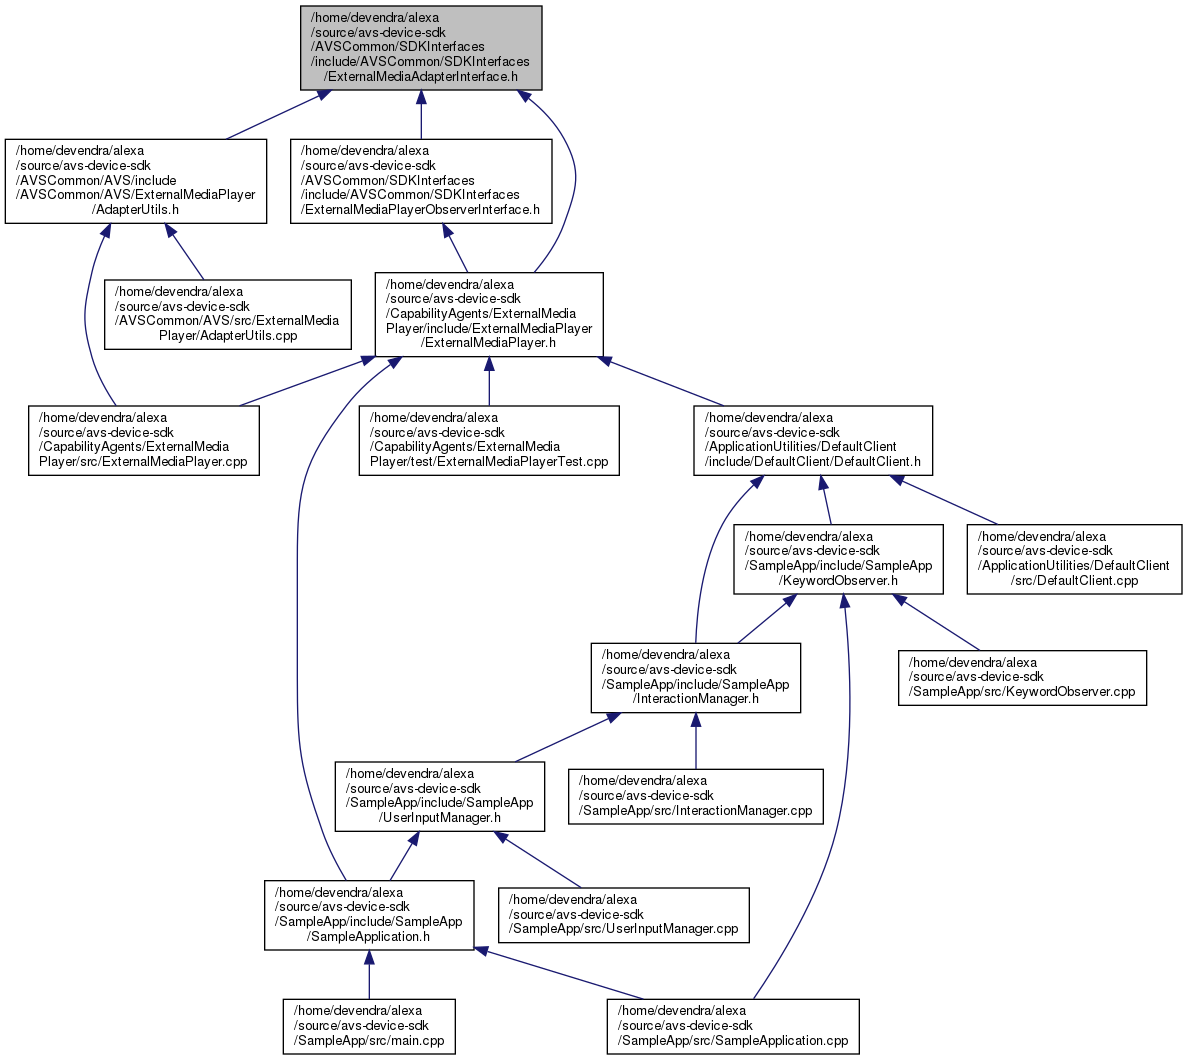 /home/devendra/alexa
/source/avs-device-sdk
/AVSCommon/SDKInterfaces
/include/AVSCommon/SDKInterfaces
/ExternalMediaAdapterInterface.h
/home/devendra/alexa
/source/avs-device-sdk
/AVSCommon/AVS/include
/AVSCommon/AVS/ExternalMediaPlayer
/AdapterUtils.h
/home/devendra/alexa
/source/avs-device-sdk
/AVSCommon/SDKInterfaces
/include/AVSCommon/SDKInterfaces
/ExternalMediaPlayerObserverInterface.h
/home/devendra/alexa
/source/avs-device-sdk
/AVSCommon/AVS/src/ExternalMedia
Player/AdapterUtils.cpp
/home/devendra/alexa
/source/avs-device-sdk
/CapabilityAgents/ExternalMedia
Player/include/ExternalMediaPlayer
/ExternalMediaPlayer.h
/home/devendra/alexa
/source/avs-device-sdk
/CapabilityAgents/ExternalMedia
Player/src/ExternalMediaPlayer.cpp
/home/devendra/alexa
/source/avs-device-sdk
/CapabilityAgents/ExternalMedia
Player/test/ExternalMediaPlayerTest.cpp
/home/devendra/alexa
/source/avs-device-sdk
/ApplicationUtilities/DefaultClient
/include/DefaultClient/DefaultClient.h
/home/devendra/alexa
/source/avs-device-sdk
/SampleApp/include/SampleApp
/KeywordObserver.h
/home/devendra/alexa
/source/avs-device-sdk
/ApplicationUtilities/DefaultClient
/src/DefaultClient.cpp
/home/devendra/alexa
/source/avs-device-sdk
/SampleApp/include/SampleApp
/InteractionManager.h
/home/devendra/alexa
/source/avs-device-sdk
/SampleApp/src/KeywordObserver.cpp
/home/devendra/alexa
/source/avs-device-sdk
/SampleApp/include/SampleApp
/UserInputManager.h
/home/devendra/alexa
/source/avs-device-sdk
/SampleApp/src/InteractionManager.cpp
/home/devendra/alexa
/source/avs-device-sdk
/SampleApp/include/SampleApp
/SampleApplication.h
/home/devendra/alexa
/source/avs-device-sdk
/SampleApp/src/UserInputManager.cpp
/home/devendra/alexa
/source/avs-device-sdk
/SampleApp/src/main.cpp
/home/devendra/alexa
/source/avs-device-sdk
/SampleApp/src/SampleApplication.cpp